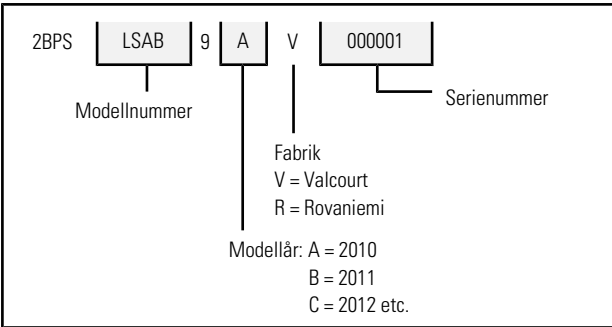 2BPS LSAB 9 A V 000001
Modellnummer
Serienummer
Fabrik
V = Valcourt
R = Rovaniemi
Modellår: A = 2010
B = 2011
C = 2012 etc.